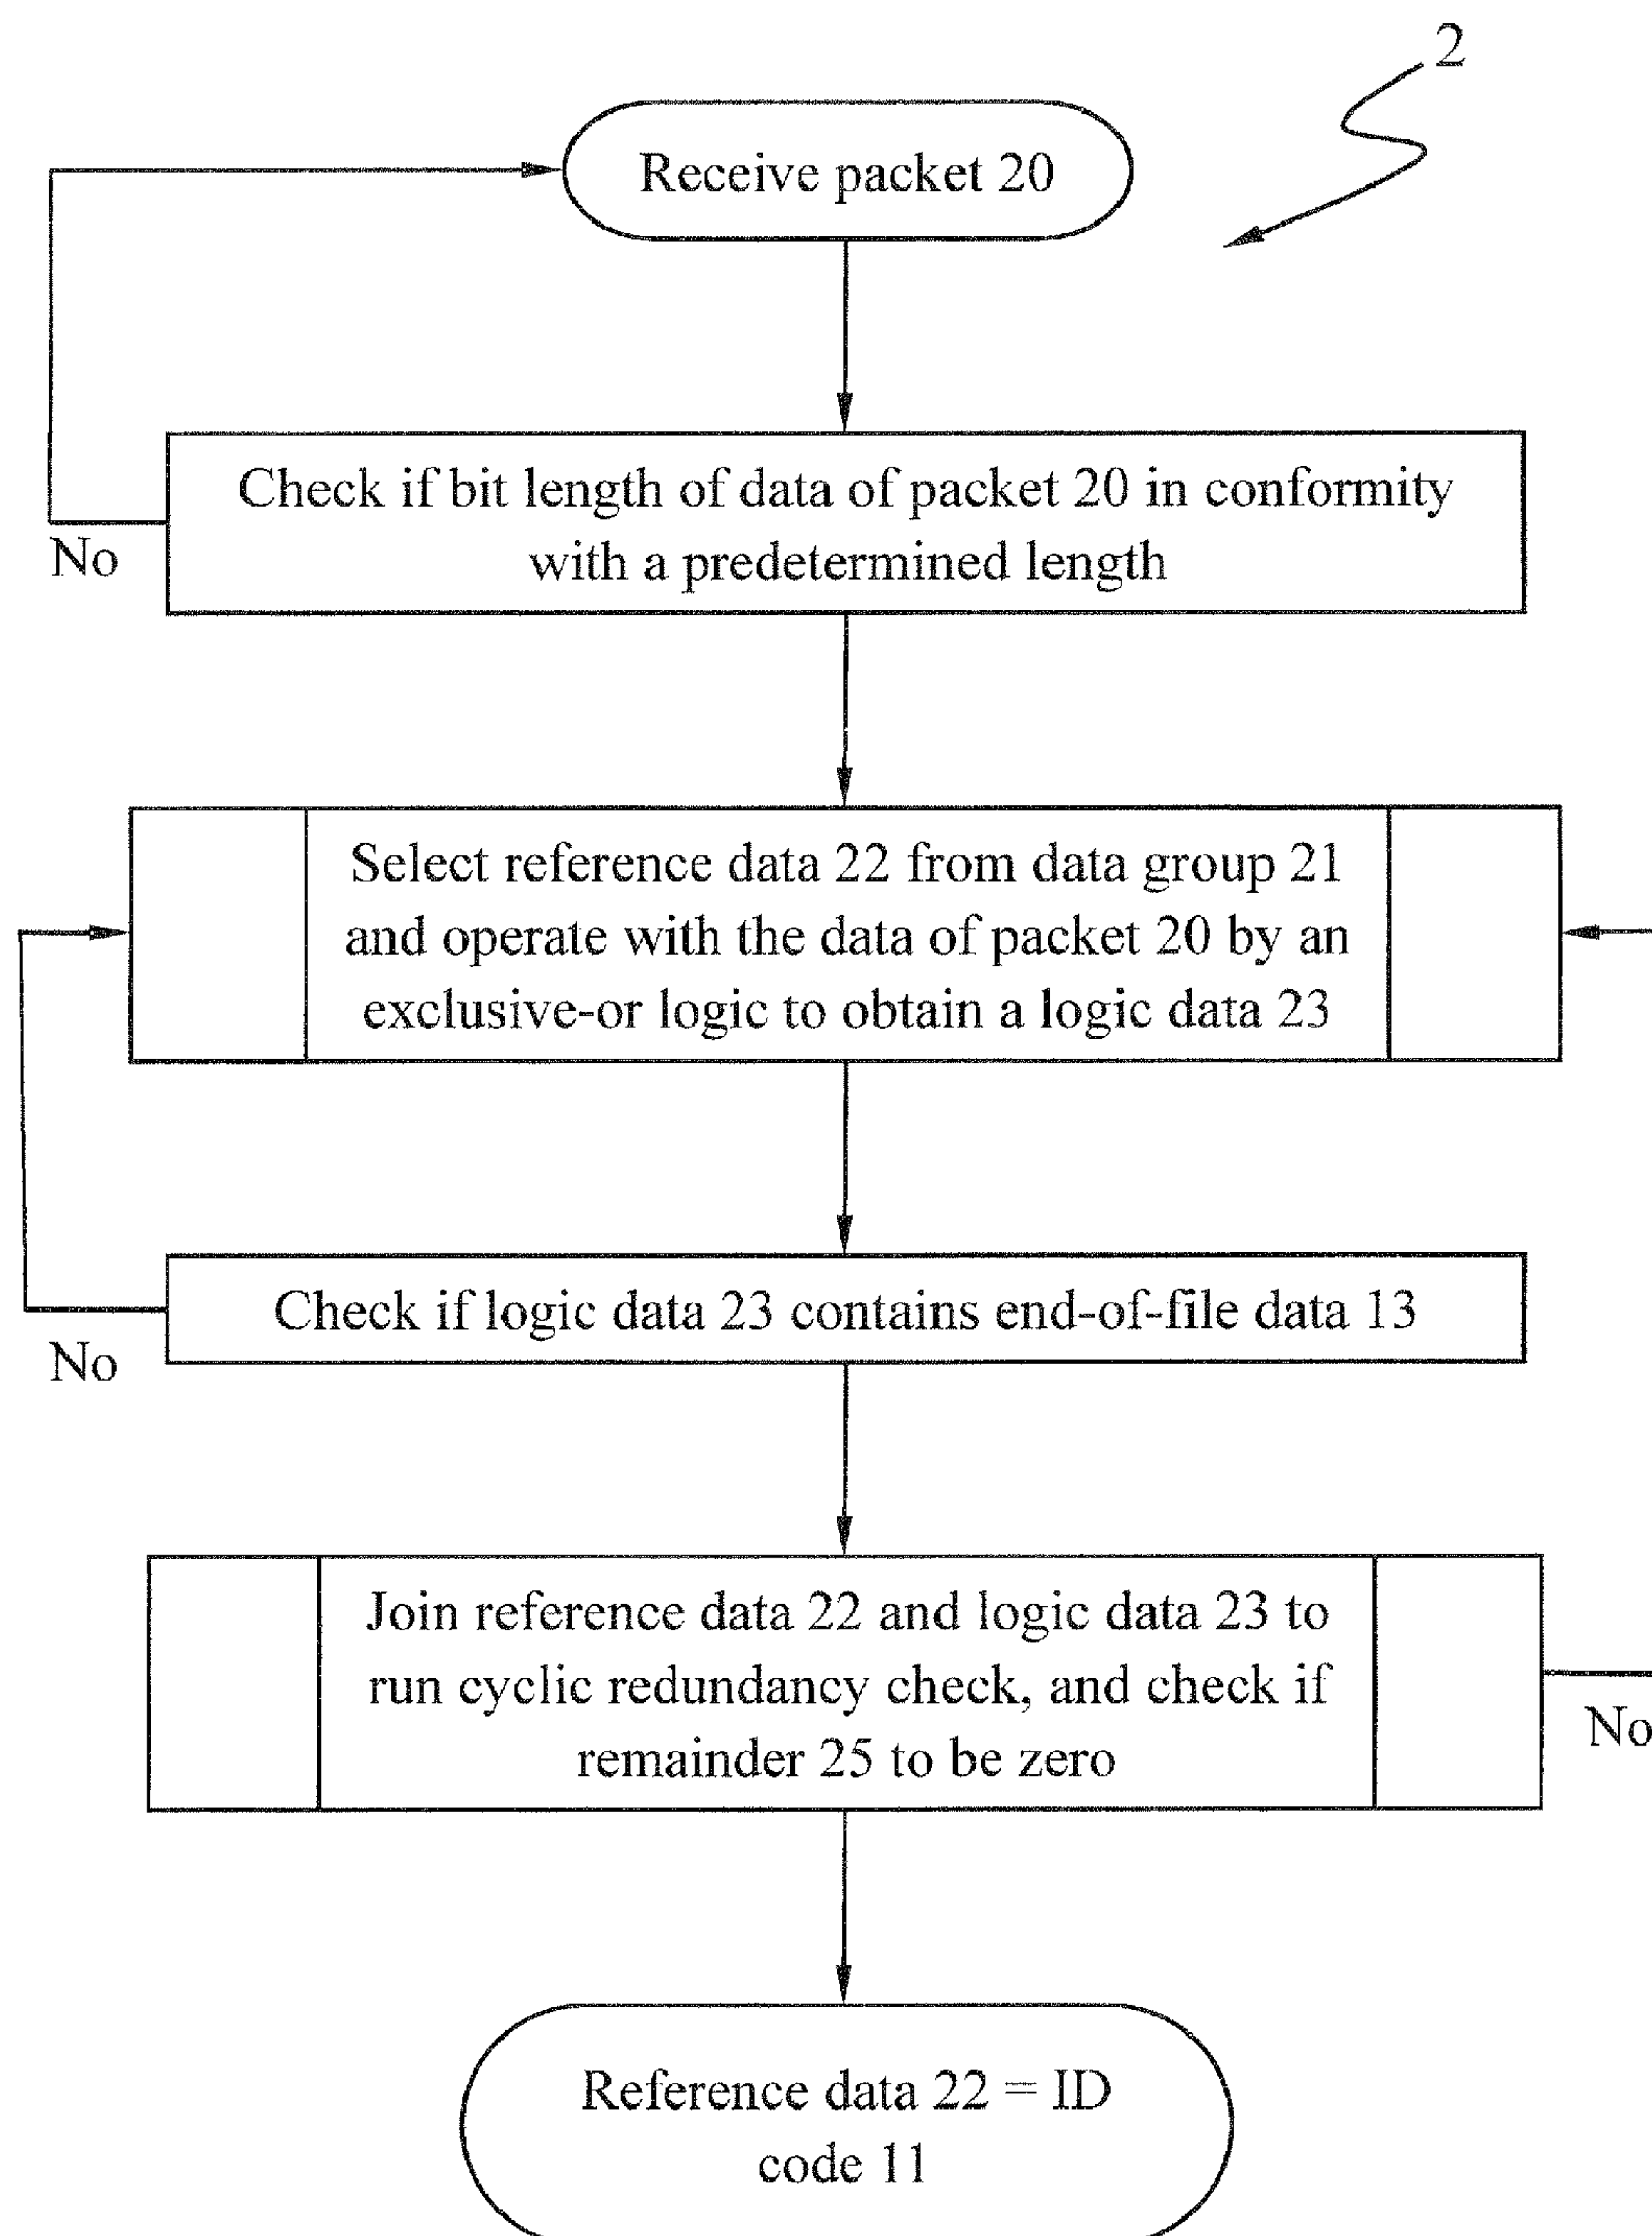 2
Receive packet 20
Check if bit length of data of packet 20 in conformity
with a predetermined length
No
Select reference data 22 from data group 21
and operate with the data of packet 20 by an
exclusive-or logic to obtain a logic data 23
Check if logic data 23 contains end-of-file data 13
No
Join reference data 22 and logic data 23 to
run cyclic redundancy check, and check if
remainder 25 to be zero
No
Reference data 22 = ID
code 11